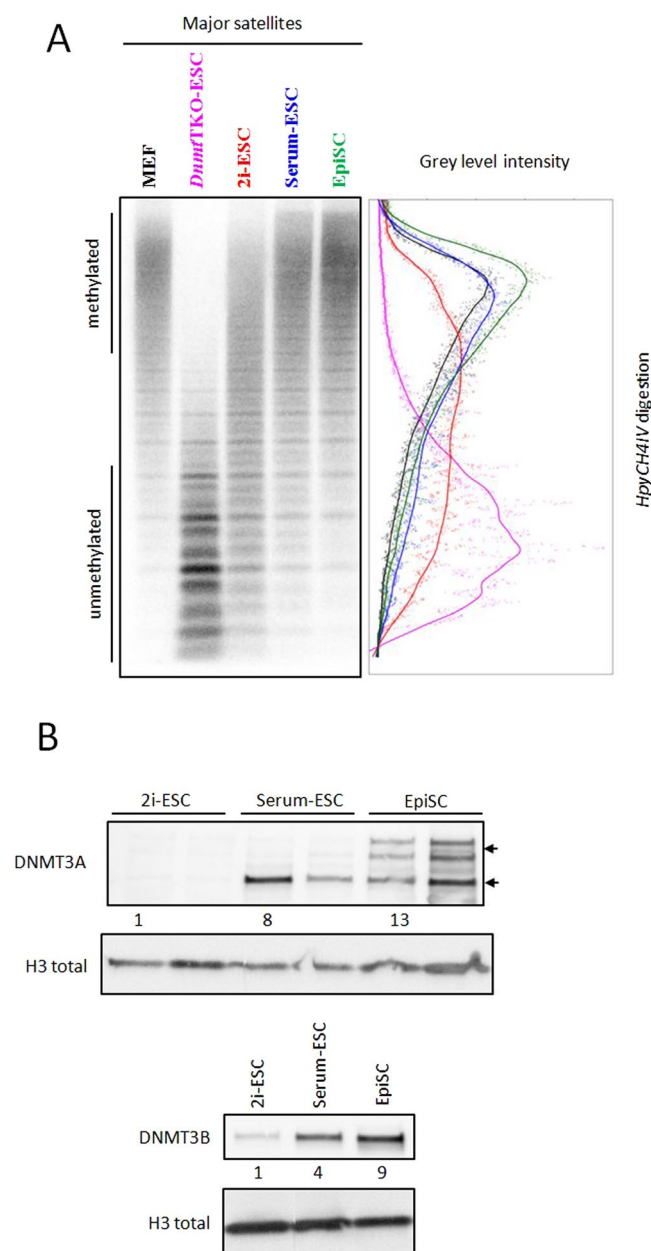 A
Major satellites
MEF
DnmtTKO-ESC
2i-ESC
Serum-ESC
EpiSC
Grey level intensity
methylated
unmethylated
HpyCH4IV digestion
B
2i-ESC Serum-ESC EpiSC
DNMT3A
1 8 13
H3 total
2i-ESC
Serum-ESC
EpiSC
DNMT3B
1 4 9
H3 total